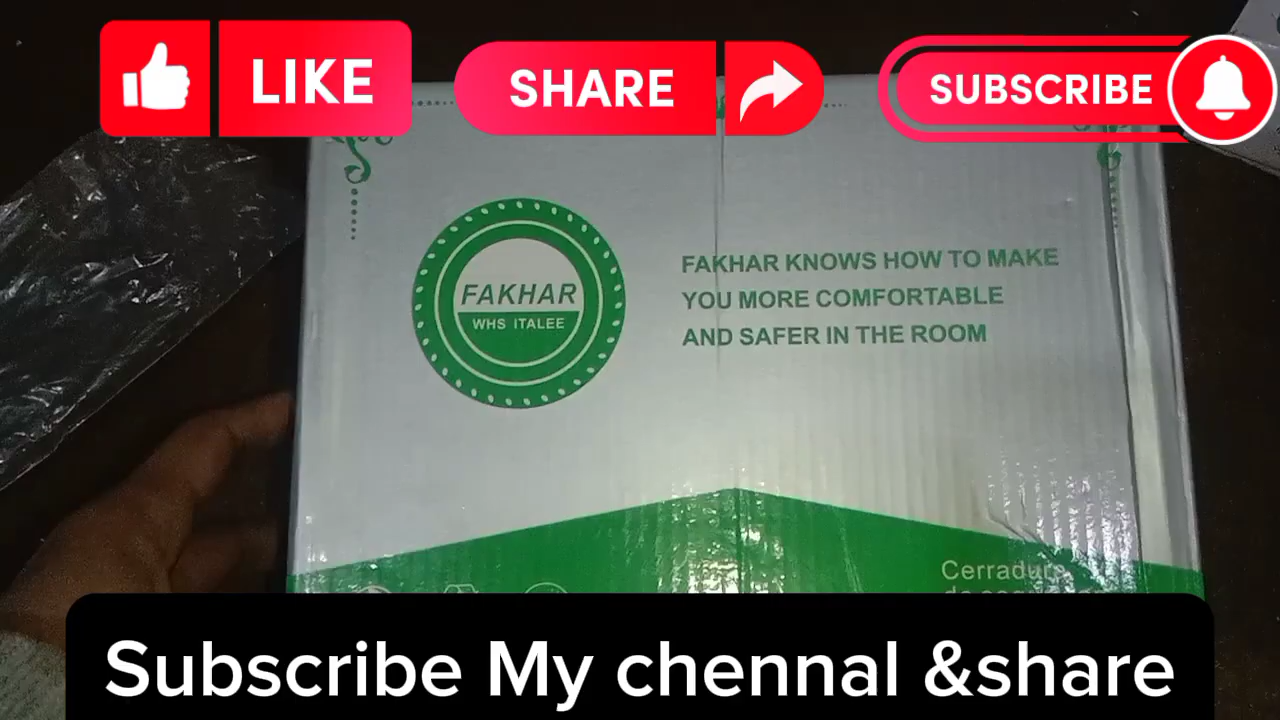 LIKE
SHARE
SUBSCRIBE
FAKHAR
WHS ITALEE
FAKHAR KNOWS HOW TO MAKE
YOU MORE COMFORTABLE
AND SAFER IN THE ROOM
Cerradura
Subscribe My chennal &share